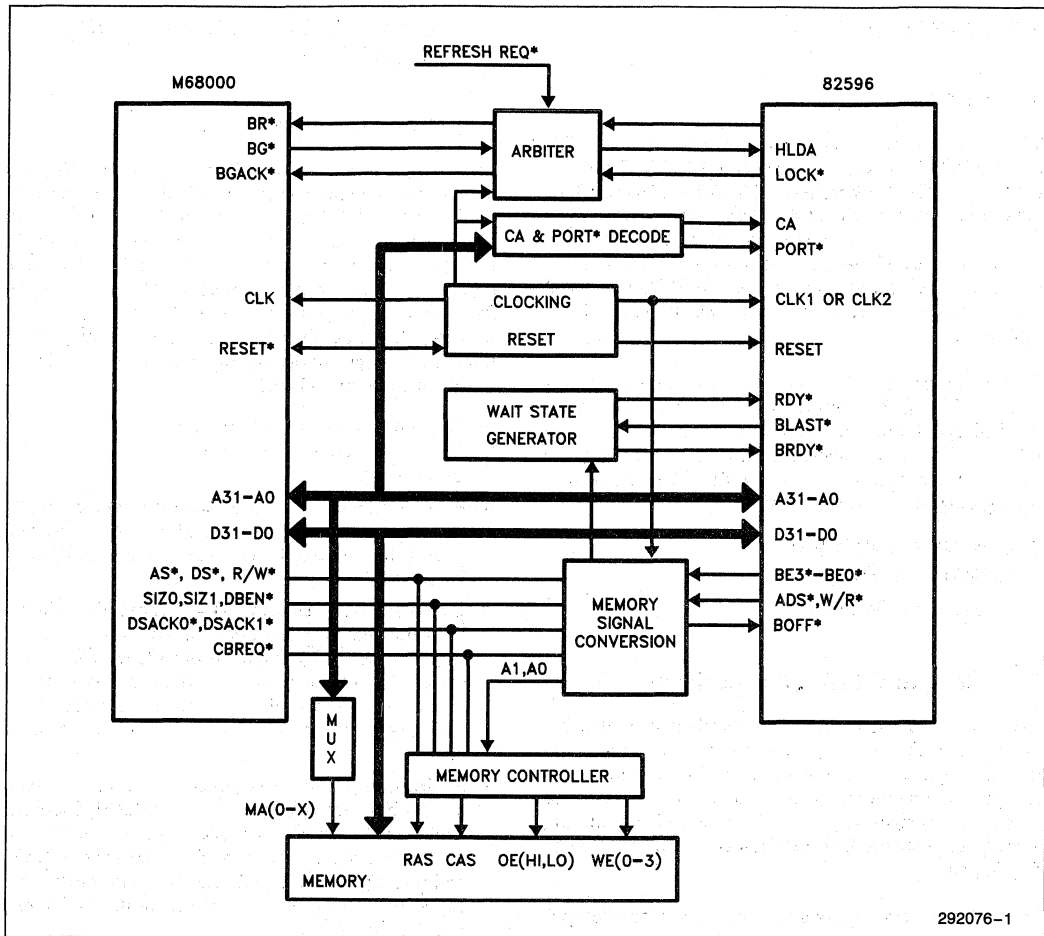 REFRESH REQ*
M68000
82596
BR*
BG*
BGACK*
ARBITER
HLDA
LOCK*
CA & PORT* DECODE
CA
PORT*
CLK
CLOCKING
RESET
CLK1 OR CLK2
RESET*
RESET
WAIT STATE
GENERATOR
RDY*
BLAST*
BRDY*
A31-A0
A31-A0
D31-D0
D31-D0
AS*, DS*, R/W*
SIZ0,SIZ1,DBEN*
DSACK0*,DSACK1*
CBREQ*
MEMORY
SIGNAL
CONVERSION
BE3*-BE0*
ADS*,W/R*
BOFF*
A1,A0
MUX
MEMORY CONTROLLER
MA(0-X)
RAS CAS OE(HI,LO) WE(0-3)
MEMORY
292076-1